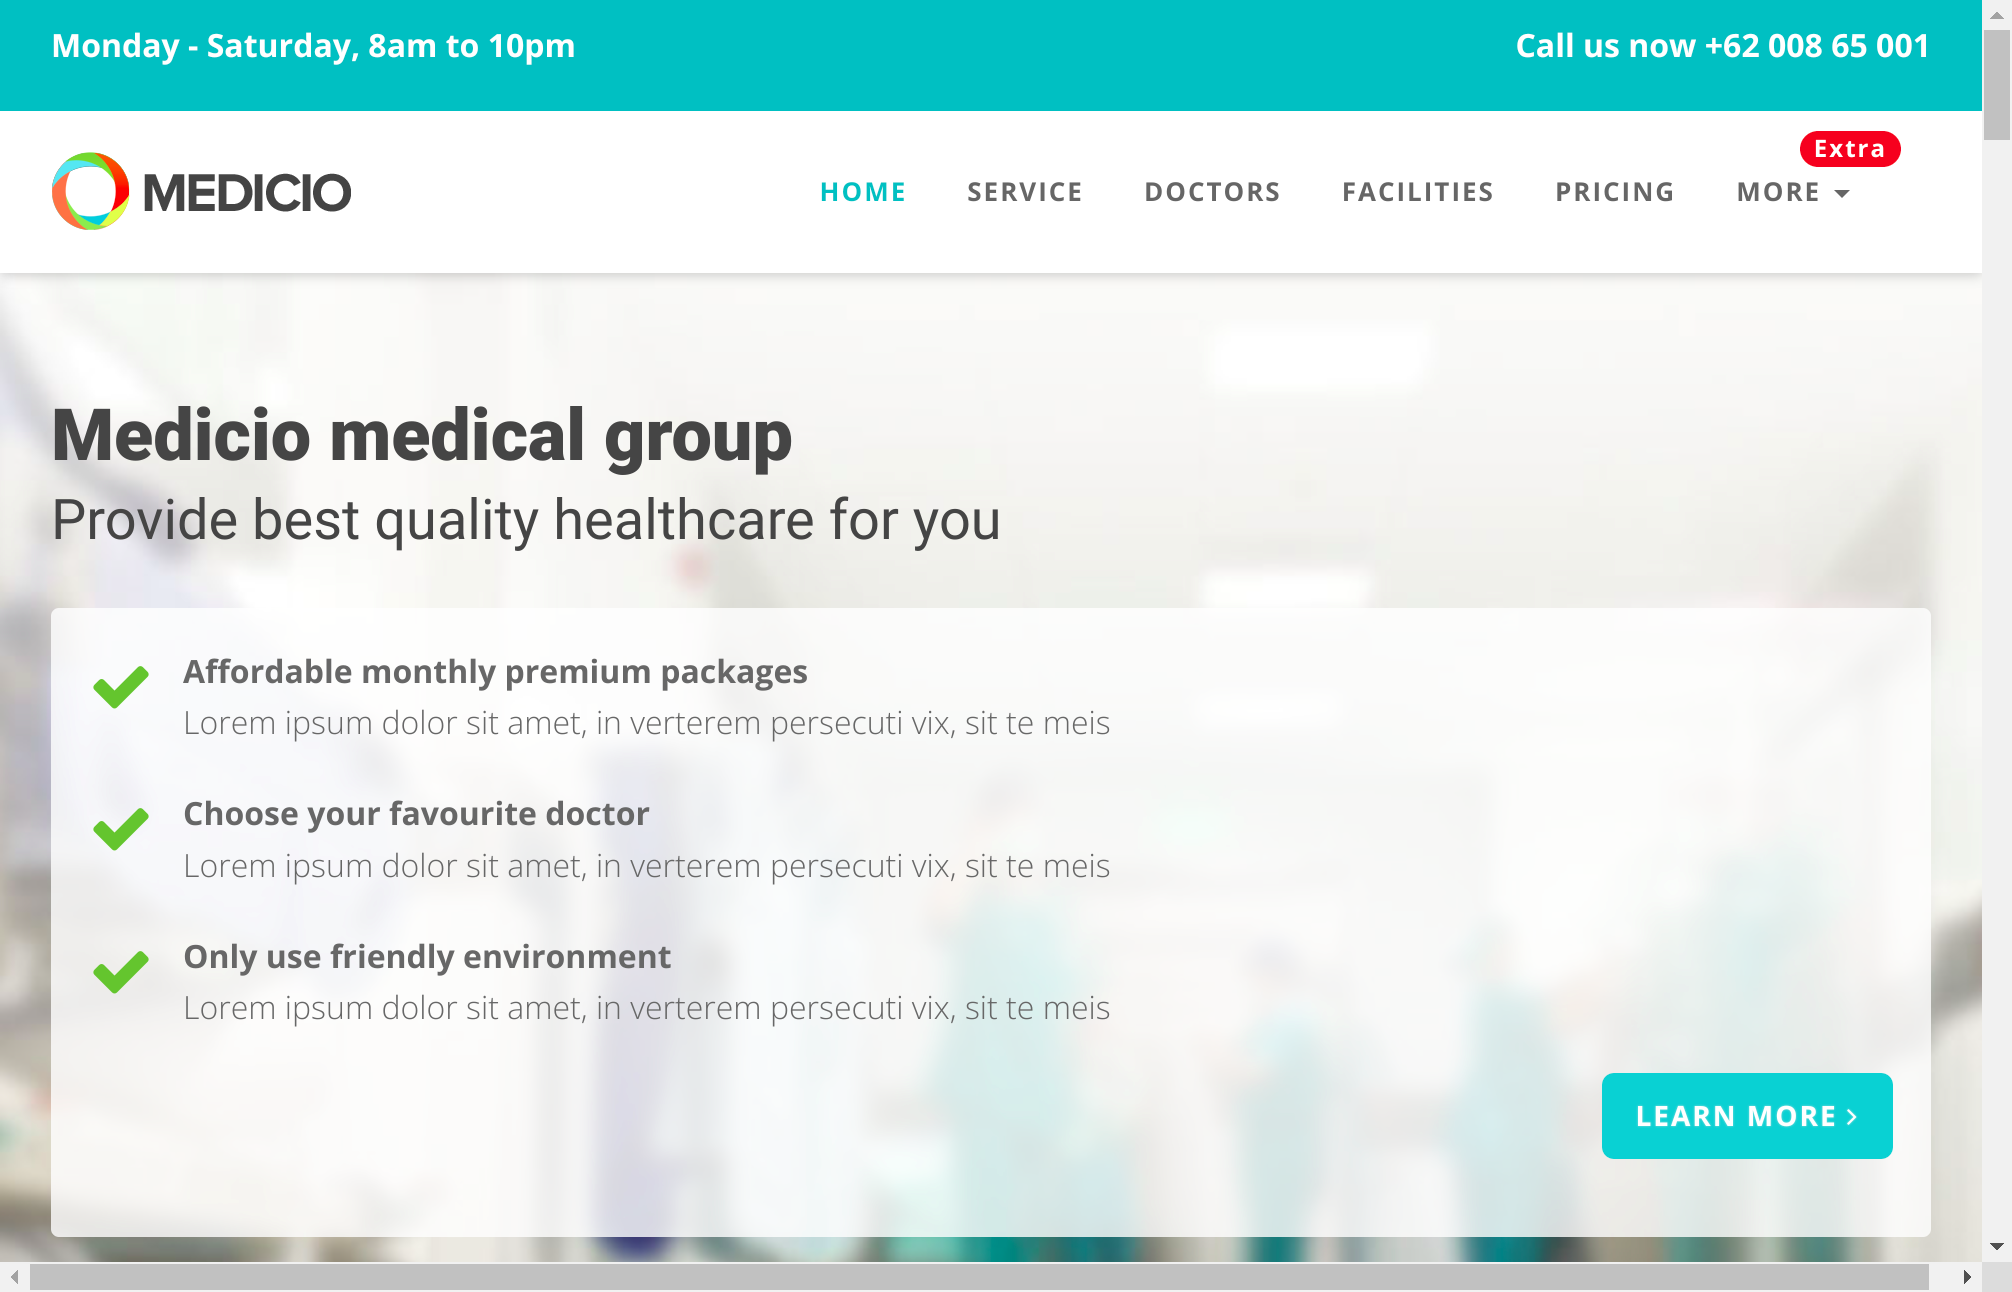 Monday - Saturday, 8am to 10pm
Call us now +62 008 65 001
MEDICIO
HOME SERVICE DOCTORS FACILITIES PRICING MORE Extra
Medicio medical group
Provide best quality healthcare for you
Affordable monthly premium packages
Lorem ipsum dolor sit amet, in verterem persecuti vix, sit te meis
Choose your favourite doctor
Lorem ipsum dolor sit amet, in verterem persecuti vix, sit te meis
Only use friendly environment
Lorem ipsum dolor sit amet, in verterem persecuti vix, sit te meis
LEARN MORE